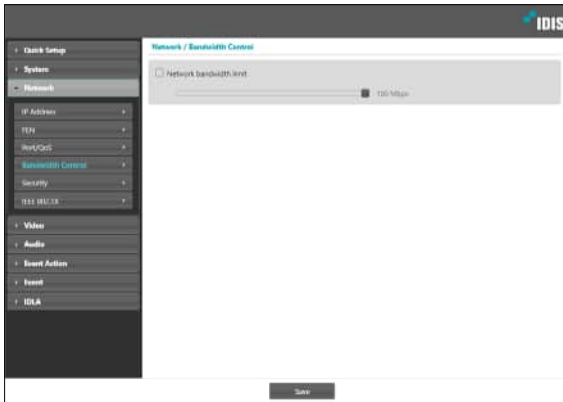 IDIS
Quick Setup
Network / Bandwidth Control
System
Network bandwidth limit
Network
100 Mbps
IP Address
FEN
Port/QoS
Bandwidth Control
Security
IEEE 802.1X
Video
Audio
Event Action
Event
IDLA
Save